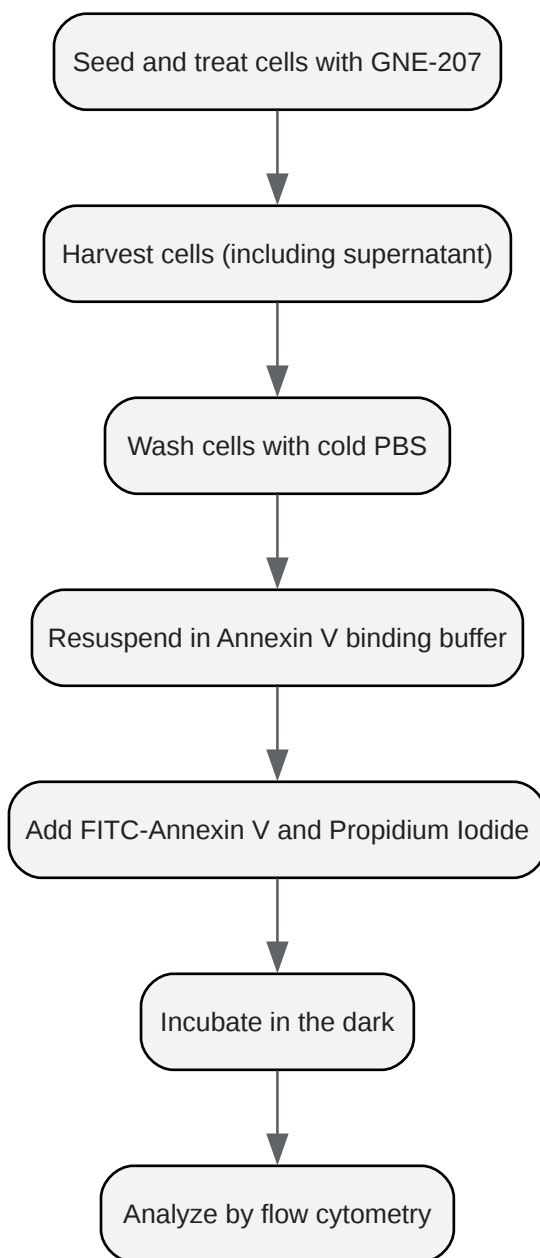 Seed and treat cells with GNE-207
Harvest cells (including supernatant)
Wash cells with cold PBS
Resuspend in Annexin V binding buffer
Add FITC-Annexin V and Propidium Iodide
Incubate in the dark
Analyze by flow cytometry